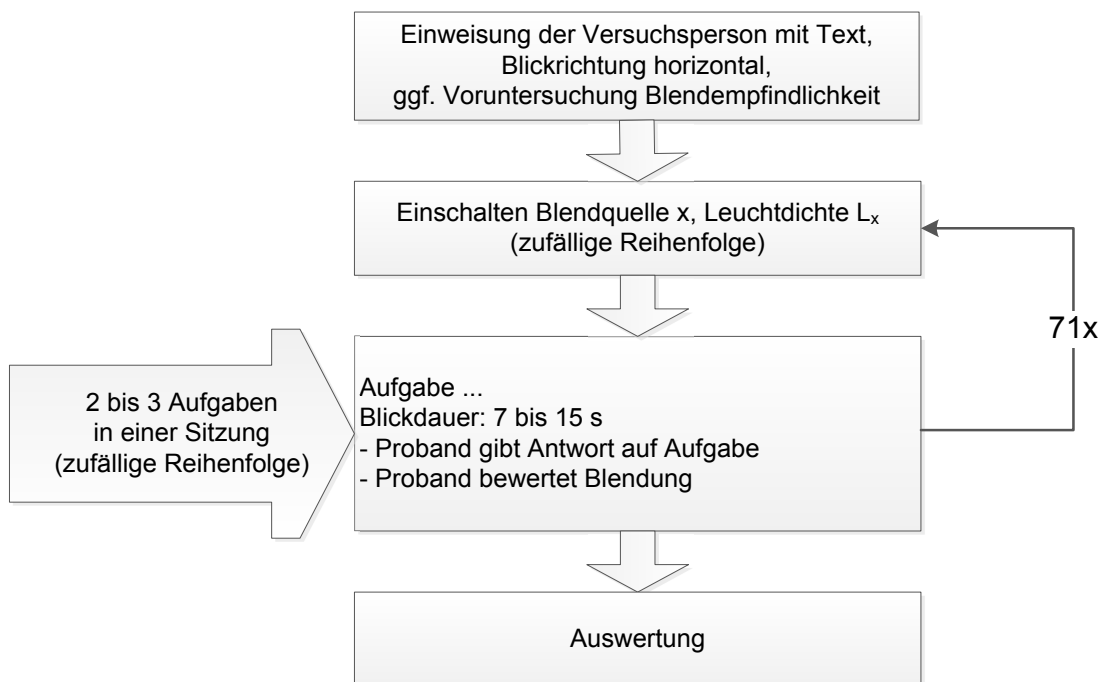 Einweisung der Versuchsperson mit Text,
Blickrichtung horizontal,
ggf. Voruntersuchung Blendempfindlichkeit
Einschalten Blendquelle x, Leuchtdichte Lₓ
(zufällige Reihenfolge)
71x
2 bis 3 Aufgaben
in einer Sitzung
(zufällige Reihenfolge)
Aufgabe ...
Blickdauer: 7 bis 15 s
- Proband gibt Antwort auf Aufgabe
- Proband bewertet Blendung
Auswertung